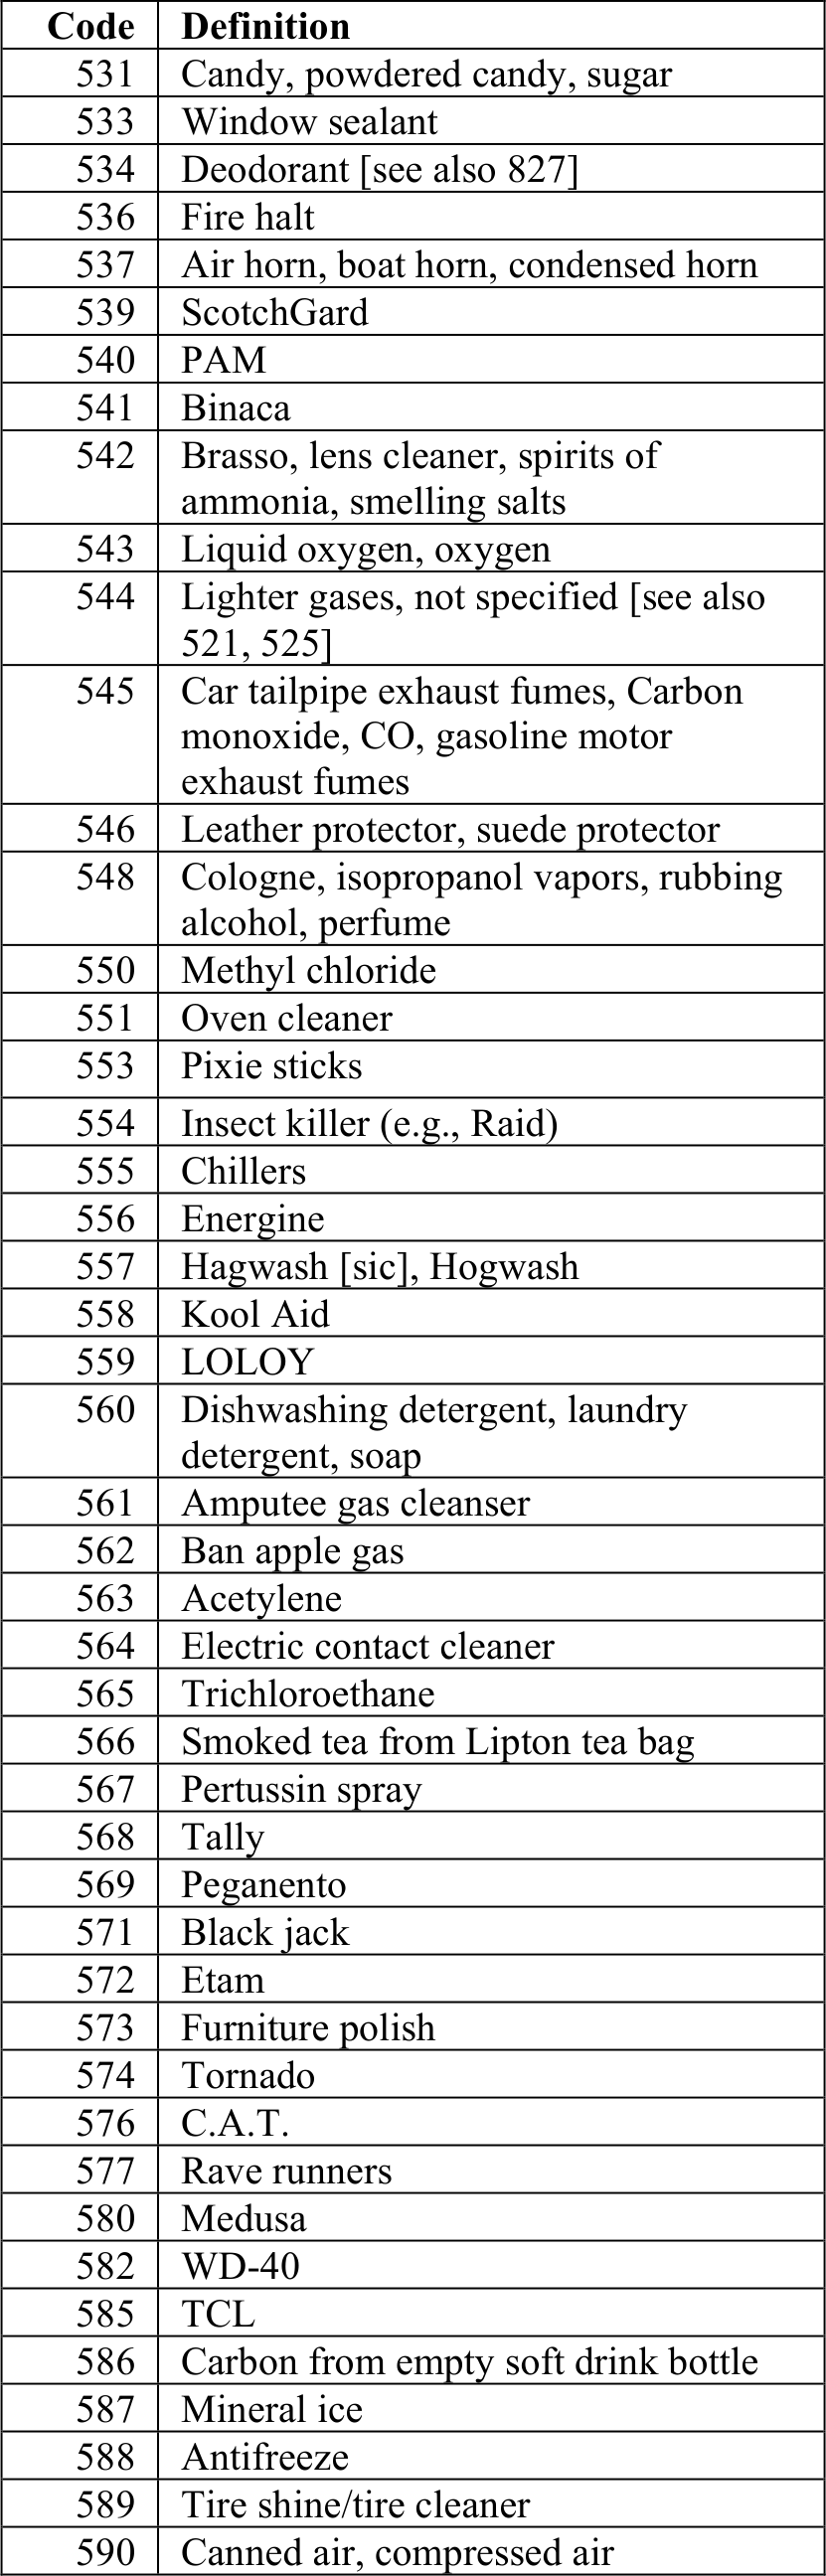 Code Definition
531 Candy, powdered candy, sugar
533 Window sealant
534 Deodorant [see also 827]
536 Fire halt
537 Air horn, boat horn, condensed horn
539 ScotchGard
540 PAM
541 Binaca
542 Brasso, lens cleaner, spirits of
ammonia, smelling salts
543 Liquid oxygen, oxygen
544 Lighter gases, not specified [see also
521, 525]
545 Car tailpipe exhaust fumes, Carbon
monoxide, CO, gasoline motor
exhaust fumes
546 Leather protector, suede protector
548 Cologne, isopropanol vapors, rubbing
alcohol, perfume
550 Methyl chloride
551 Oven cleaner
553 Pixie sticks
554 Insect killer (e.g., Raid)
555 Chillers
556 Energine
557 Hagwash [sic], Hogwash
558 Kool Aid
559 LOLOY
560 Dishwashing detergent, laundry
detergent, soap
561 Amputee gas cleanser
562 Ban apple gas
563 Acetylene
564 Electric contact cleaner
565 Trichloroethane
566 Smoked tea from Lipton tea bag
567 Pertussin spray
568 Tally
569 Peganento
571 Black jack
572 Etam
573 Furniture polish
574 Tornado
576 C.A.T.
577 Rave runners
580 Medusa
582 WD-40
585 TCL
586 Carbon from empty soft drink bottle
587 Mineral ice
588 Antifreeze
589 Tire shine/tire cleaner
590 Canned air, compressed air